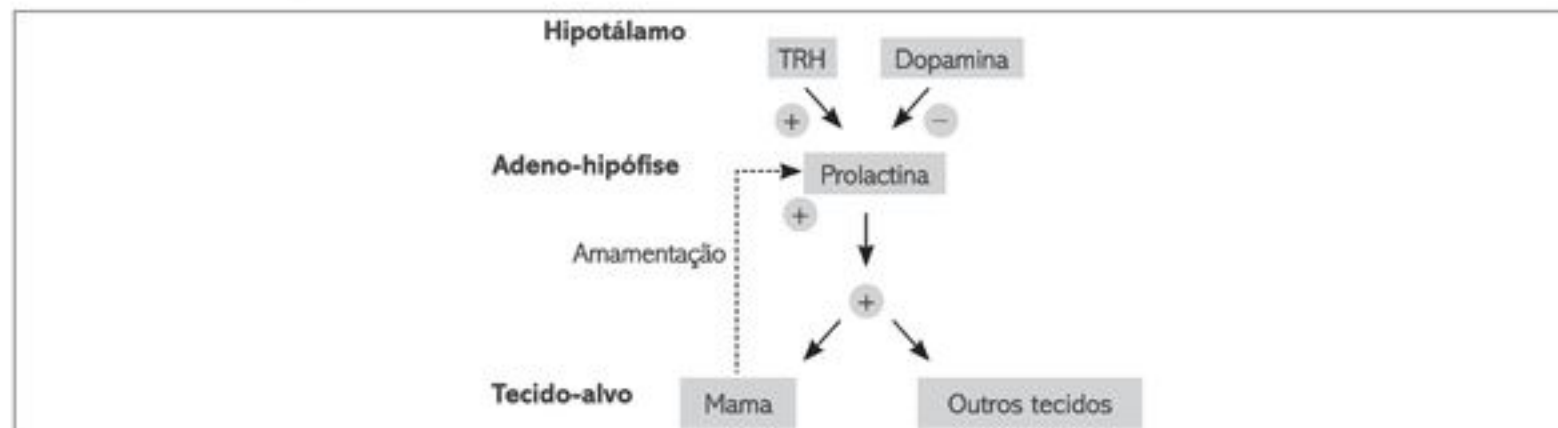 Hipotálamo
TRH Dopamina
+ −
Adeno-hipófise
Prolactina
+
Amamentação
+
Tecido-alvo
Mama Outros tecidos